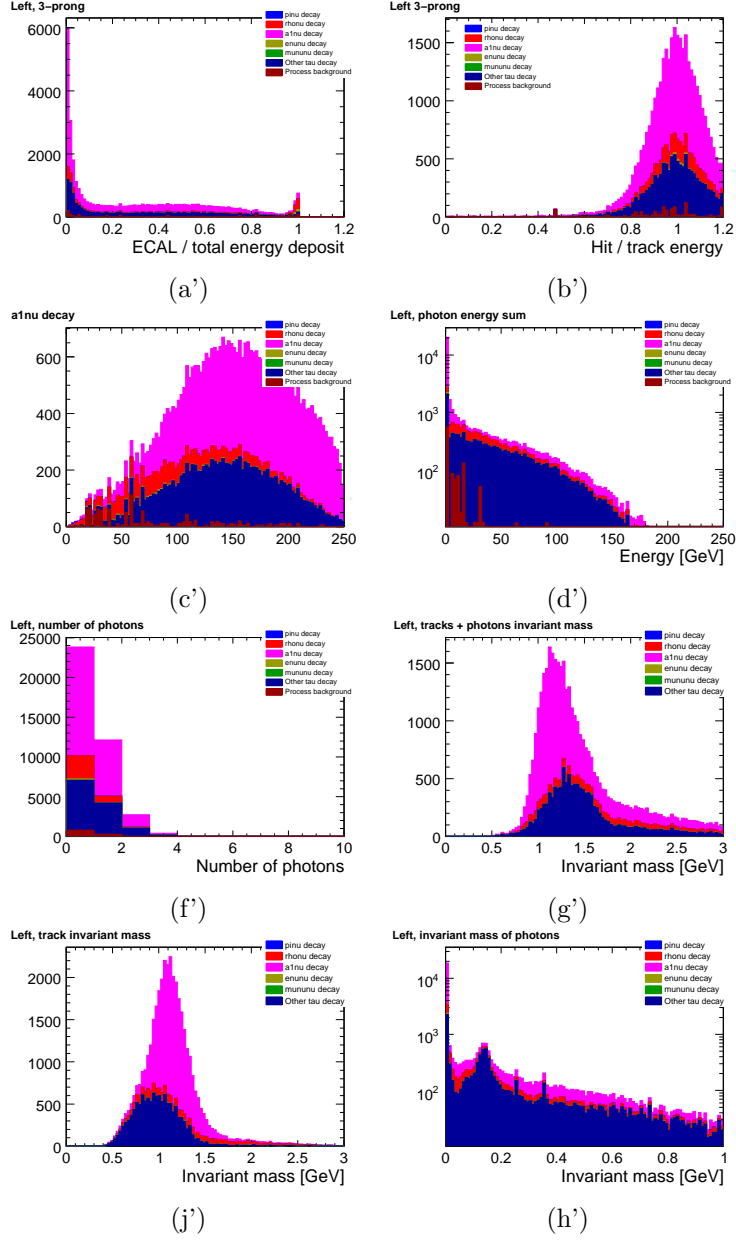 Left, 3-prong
pinu decay
rhonu decay
a1nu decay
enunu decay
mununu decay
Other tau decay
Process background
6000
4000
2000
0
0 0.2 0.4 0.6 0.8 1 1.2
ECAL / total energy deposit
(a')
Left 3-prong
pinu decay
rhonu decay
a1nu decay
enunu decay
mununu decay
Other tau decay
Process background
1500
1000
500
0
0 0.2 0.4 0.6 0.8 1 1.2
Hit / track energy
(b')
a1nu decay
pinu decay
rhonu decay
a1nu decay
enunu decay
mununu decay
Other tau decay
Process background
600
400
200
0
0 50 100 150 200 250
(c')
Left, photon energy sum
pinu decay
rhonu decay
a1nu decay
enunu decay
mununu decay
Other tau decay
Process background
10^4
10^3
10^2
0 50 100 150 200 250
Energy [GeV]
(d')
Left, number of photons
pinu decay
rhonu decay
a1nu decay
enunu decay
mununu decay
Other tau decay
Process background
25000
20000
15000
10000
5000
0
0 2 4 6 8 10
Number of photons
(f')
Left, tracks + photons invariant mass
pinu decay
rhonu decay
a1nu decay
enunu decay
mununu decay
Other tau decay
1500
1000
500
0
0 0.5 1 1.5 2 2.5 3
Invariant mass [GeV]
(g')
Left, track invariant mass
pinu decay
rhonu decay
a1nu decay
enunu decay
mununu decay
Other tau decay
2000
1500
1000
500
0
0 0.5 1 1.5 2 2.5 3
Invariant mass [GeV]
(j')
Left, invariant mass of photons
pinu decay
rhonu decay
a1nu decay
enunu decay
mununu decay
Other tau decay
10^4
10^3
10^2
0 0.2 0.4 0.6 0.8 1
Invariant mass [GeV]
(h')